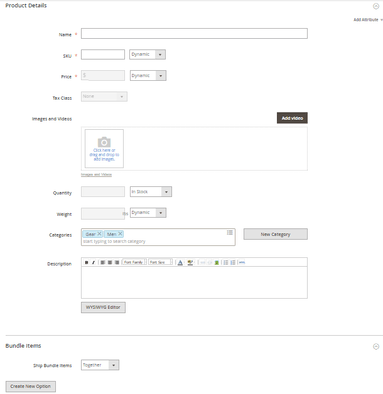 Product Details
Add Attribute
Name *
SKU * Dynamic
Price * $ Dynamic
Tax Class None
Images and Videos Add Video
Click here or
drag and drop to
add images.
Images and Videos
Quantity In Stock
Weight lbs Dynamic
Categories Gear Men New Category
start typing to search category
Description B I Font Family Font Size
WYSIWYG Editor
Bundle Items
Ship Bundle Items Together
Create New Option